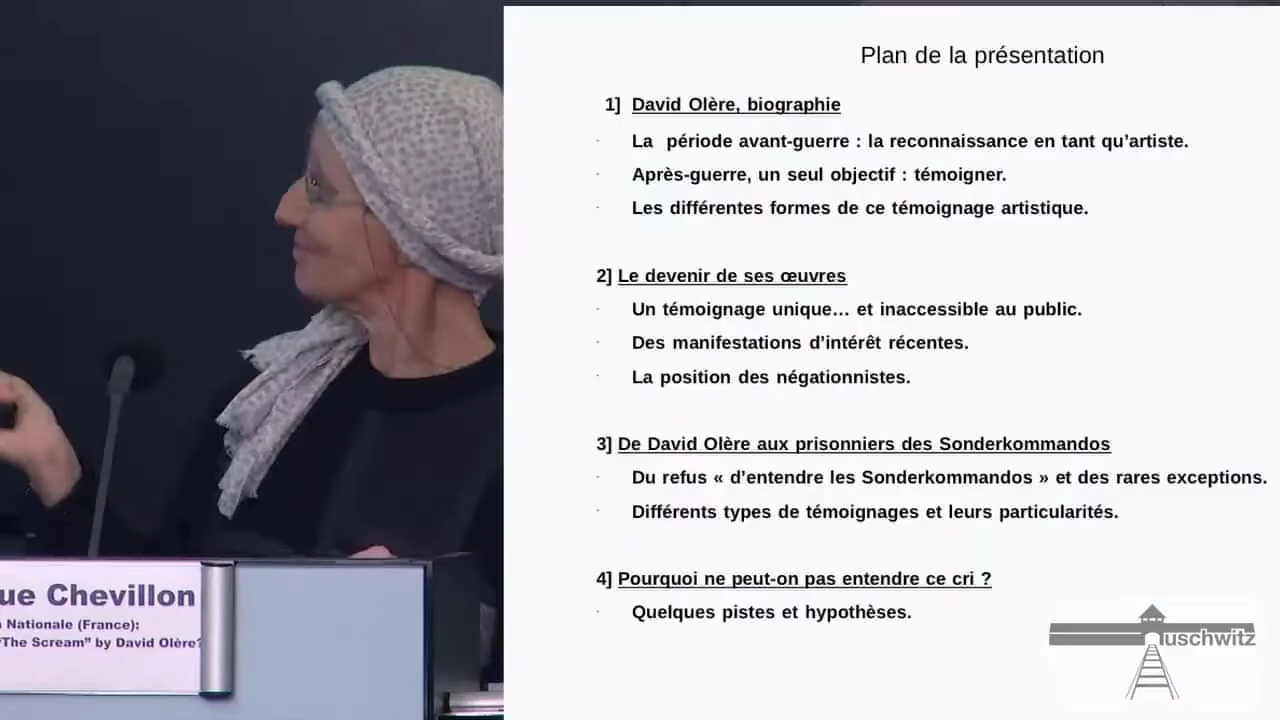 Plan de la présentation
1] David Olère, biographie
La période avant-guerre : la reconnaissance en tant qu’artiste.
Après-guerre, un seul objectif : témoigner.
Les différentes formes de ce témoignage artistique.
2] Le devenir de ses œuvres
Un témoignage unique… et inaccessible au public.
Des manifestations d’intérêt récentes.
La position des négationnistes.
3] De David Olère aux prisonniers des Sonderkommandos
Du refus « d’entendre les Sonderkommandos » et des rares exceptions.
Différents types de témoignages et leurs particularités.
4] Pourquoi ne peut-on pas entendre ce cri ?
Quelques pistes et hypothèses.
uschwitz
ue Chevillon
Nationale (France):
“The Scream” by David Olère?